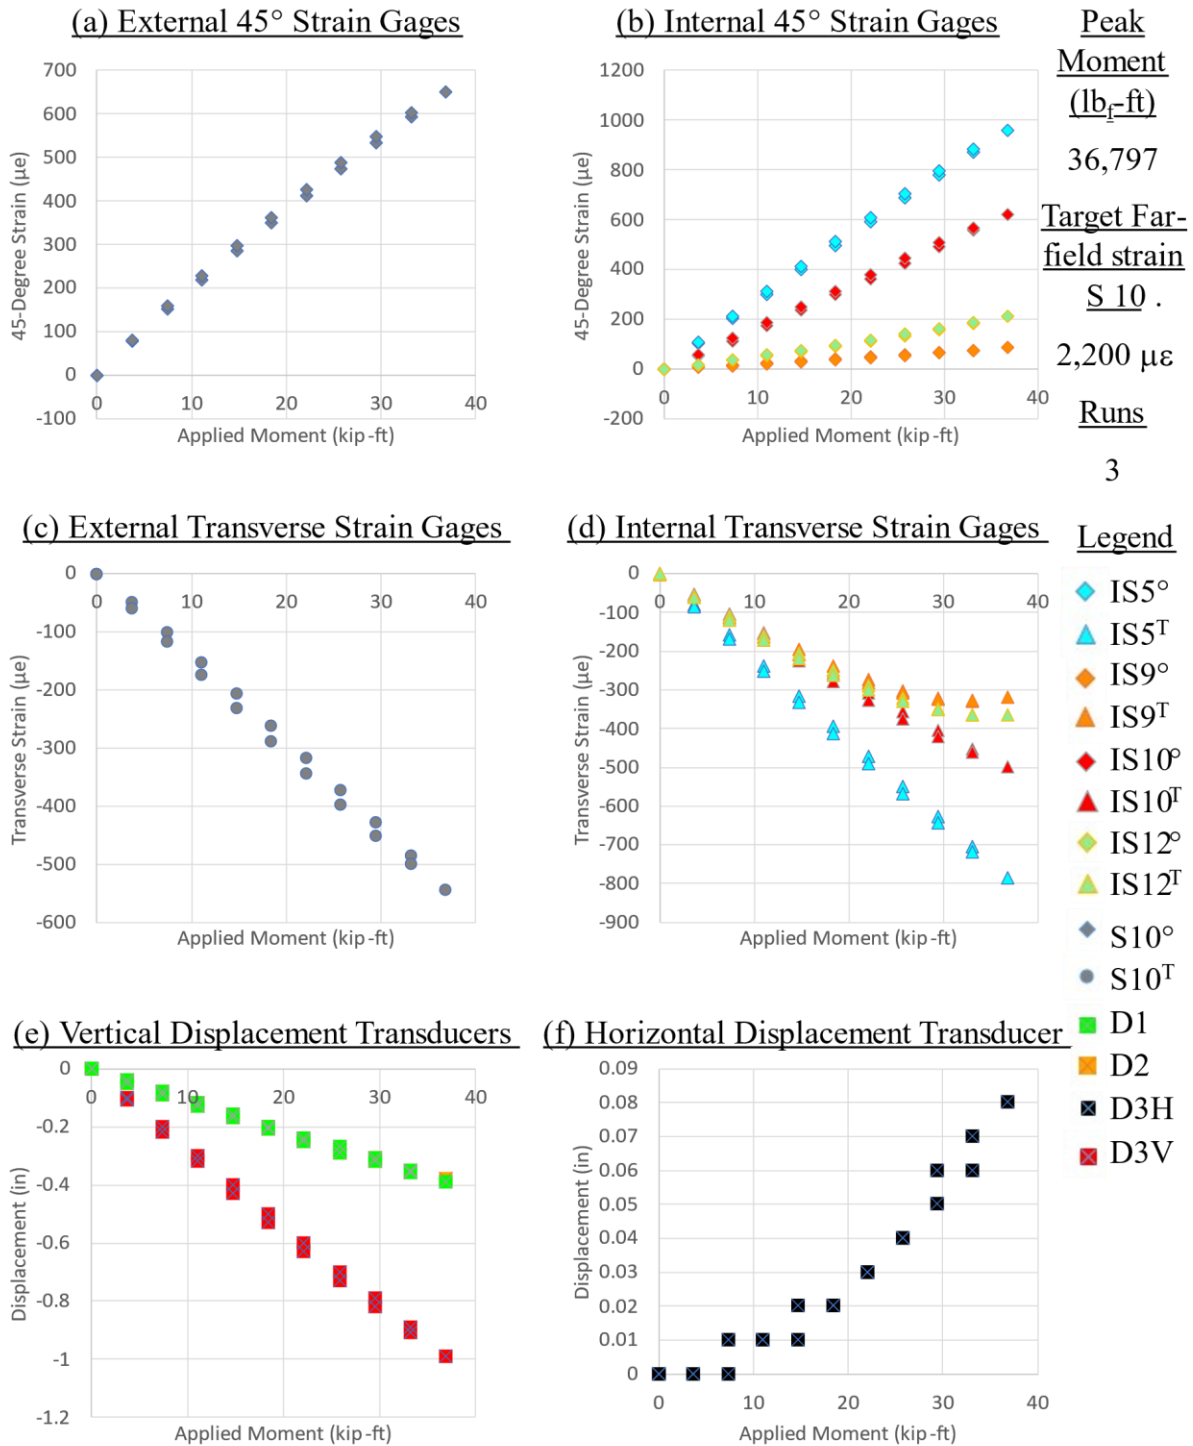 (a) External 45° Strain Gages
700
600
500
400
300
200
100
0
-100
0
10
20
30
40
45-Degree Strain (µe)
Applied Moment (kip-ft)
(b) Internal 45° Strain Gages
1200
1000
800
600
400
200
0
-200
0
10
20
30
40
45-Degree Strain (µe)
Applied Moment (kip-ft)
Peak
Moment
(lbf-ft)
36,797
Target Far-
field strain
S 10 .
2,200 µε
Runs
3
(c) External Transverse Strain Gages
0
-100
-200
-300
-400
-500
-600
0
10
20
30
40
Transverse Strain (µe)
Applied Moment (kip-ft)
(d) Internal Transverse Strain Gages
0
-100
-200
-300
-400
-500
-600
-700
-800
-900
0
10
20
30
40
Transverse Strain (µe)
Applied Moment (kip-ft)
Legend
IS5°
IS5ᵀ
IS9°
IS9ᵀ
IS10°
IS10ᵀ
IS12°
IS12ᵀ
S10°
S10ᵀ
D1
D2
D3H
D3V
(e) Vertical Displacement Transducers
0
-0.2
-0.4
-0.6
-0.8
-1
-1.2
0
10
20
30
40
Displacement (in)
Applied Moment (kip-ft)
(f) Horizontal Displacement Transducer
0.09
0.08
0.07
0.06
0.05
0.04
0.03
0.02
0.01
0
0
10
20
30
40
Displacement (in)
Applied Moment (kip-ft)